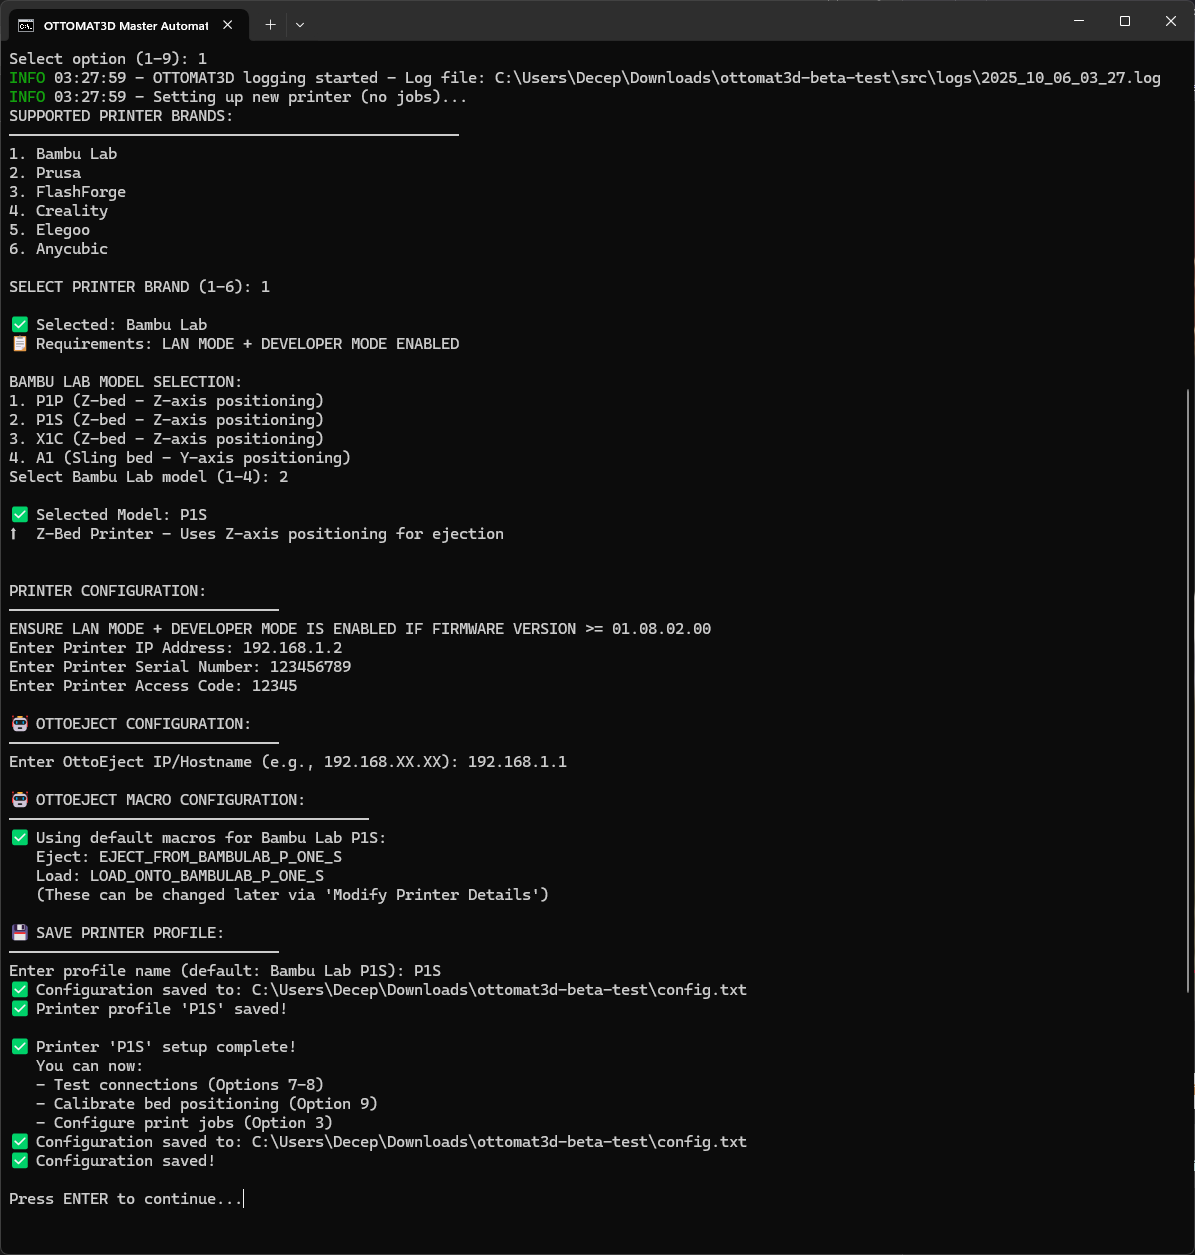 OTTOMAT3D Master Automat
Select option (1-9): 1
INFO 03:27:59 - OTTOMAT3D logging started - Log file: C:\Users\Decep\Downloads\ottomat3d-beta-test\src\logs\2025_10_06_03_27.log
INFO 03:27:59 - Setting up new printer (no jobs)...
SUPPORTED PRINTER BRANDS:
1. Bambu Lab
2. Prusa
3. FlashForge
4. Creality
5. Elegoo
6. Anycubic
SELECT PRINTER BRAND (1-6): 1
✅ Selected: Bambu Lab
📋 Requirements: LAN MODE + DEVELOPER MODE ENABLED
BAMBU LAB MODEL SELECTION:
1. P1P (Z-bed - Z-axis positioning)
2. P1S (Z-bed - Z-axis positioning)
3. X1C (Z-bed - Z-axis positioning)
4. A1 (Sling bed - Y-axis positioning)
Select Bambu Lab model (1-4): 2
✅ Selected Model: P1S
↑ Z-Bed Printer - Uses Z-axis positioning for ejection
PRINTER CONFIGURATION:
ENSURE LAN MODE + DEVELOPER MODE IS ENABLED IF FIRMWARE VERSION >= 01.08.02.00
Enter Printer IP Address: 192.168.1.2
Enter Printer Serial Number: 123456789
Enter Printer Access Code: 12345
🤖 OTTOEJECT CONFIGURATION:
Enter OttoEject IP/Hostname (e.g., 192.168.XX.XX): 192.168.1.1
🤖 OTTOEJECT MACRO CONFIGURATION:
✅ Using default macros for Bambu Lab P1S:
Eject: EJECT_FROM_BAMBULAB_P_ONE_S
Load: LOAD_ONTO_BAMBULAB_P_ONE_S
(These can be changed later via 'Modify Printer Details')
💾 SAVE PRINTER PROFILE:
Enter profile name (default: Bambu Lab P1S): P1S
✅ Configuration saved to: C:\Users\Decep\Downloads\ottomat3d-beta-test\config.txt
✅ Printer profile 'P1S' saved!
✅ Printer 'P1S' setup complete!
You can now:
- Test connections (Options 7-8)
- Calibrate bed positioning (Option 9)
- Configure print jobs (Option 3)
✅ Configuration saved to: C:\Users\Decep\Downloads\ottomat3d-beta-test\config.txt
✅ Configuration saved!
Press ENTER to continue...